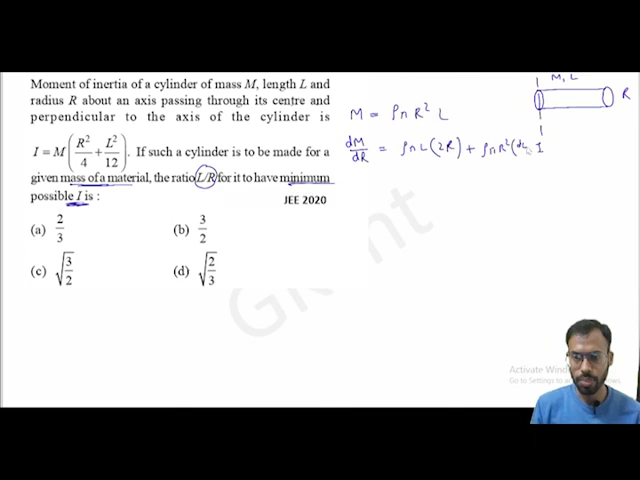 Moment of inertia of a cylinder of mass M, length L and
radius R about an axis passing through its centre and
perpendicular to the axis of the cylinder is
I = M(R²/4 + L²/12). If such a cylinder is to be made for a
given mass of a material, the ratio L/R for it to have minimum
possible I is :
JEE 2020
(a) 2/3 (b) 3/2
(c) √(3/2) (d) √(2/3)
M, L
R
M = ρπR² L
dM/dR = ρπL(2R) + ρπR²(dL
I
Activate Wind
Go to Settings to